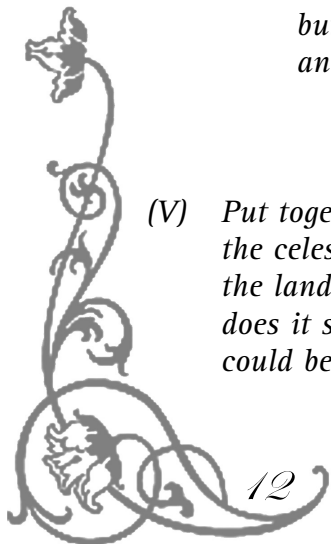 bu
an
(V) Put toge
the celes
the land
does it s
could be
12